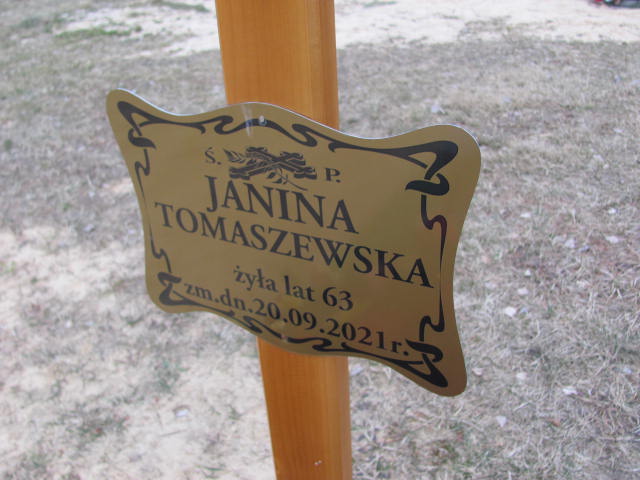 Ś. P.
JANINA
TOMASZEWSKA
żyła lat 63
zm.dn.20.09.2021r.